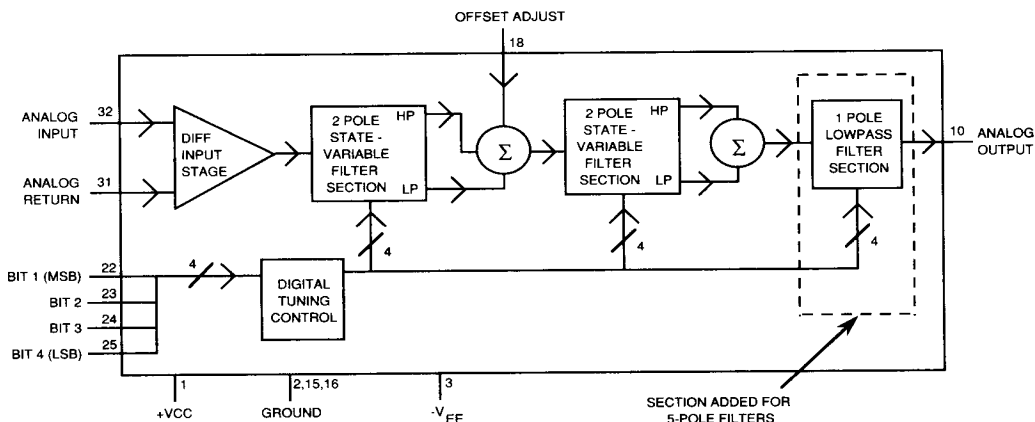 OFFSET ADJUST
18
ANALOG
INPUT
32
DIFF
INPUT
STAGE
ANALOG
RETURN
31
2 POLE
STATE -
VARIABLE
FILTER
SECTION
HP
LP
Σ
2 POLE
STATE -
VARIABLE
FILTER
SECTION
HP
LP
Σ
1 POLE
LOWPASS
FILTER
SECTION
10
ANALOG
OUTPUT
4
4
4
BIT 1 (MSB)
22
BIT 2
23
BIT 3
24
BIT 4 (LSB)
25
4
DIGITAL
TUNING
CONTROL
1
+VCC
2,15,16
GROUND
3
-VEE
SECTION ADDED FOR
5-POLE FILTERS